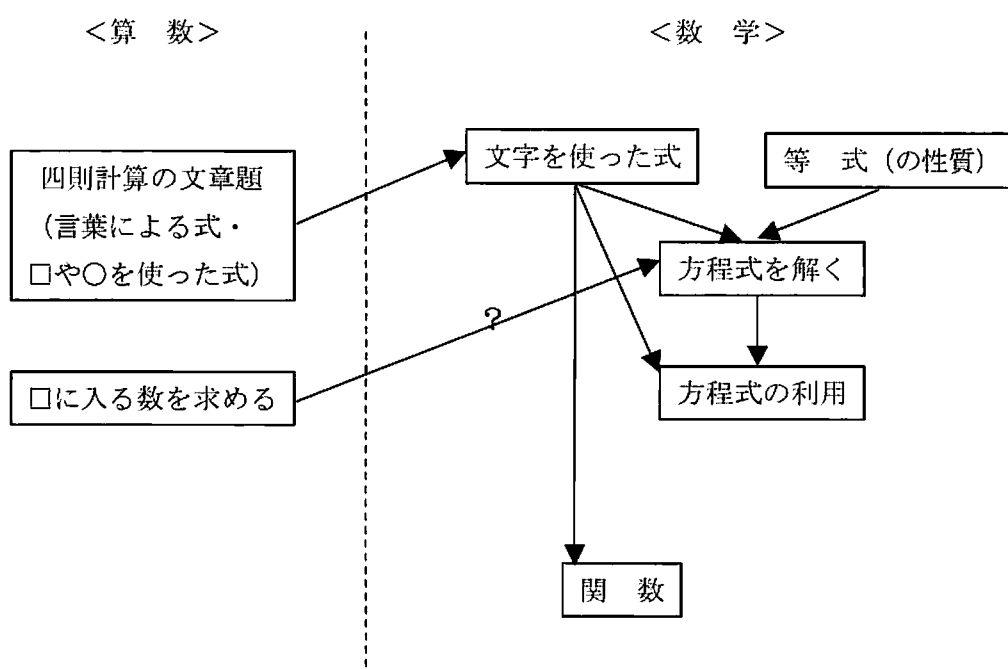 <算　数>
<数　学>
四則計算の文章題
(言葉による式・
□や○を使った式)
文字を使った式
等　式(の性質)
方程式を解く
?
□に入る数を求める
方程式の利用
関　数